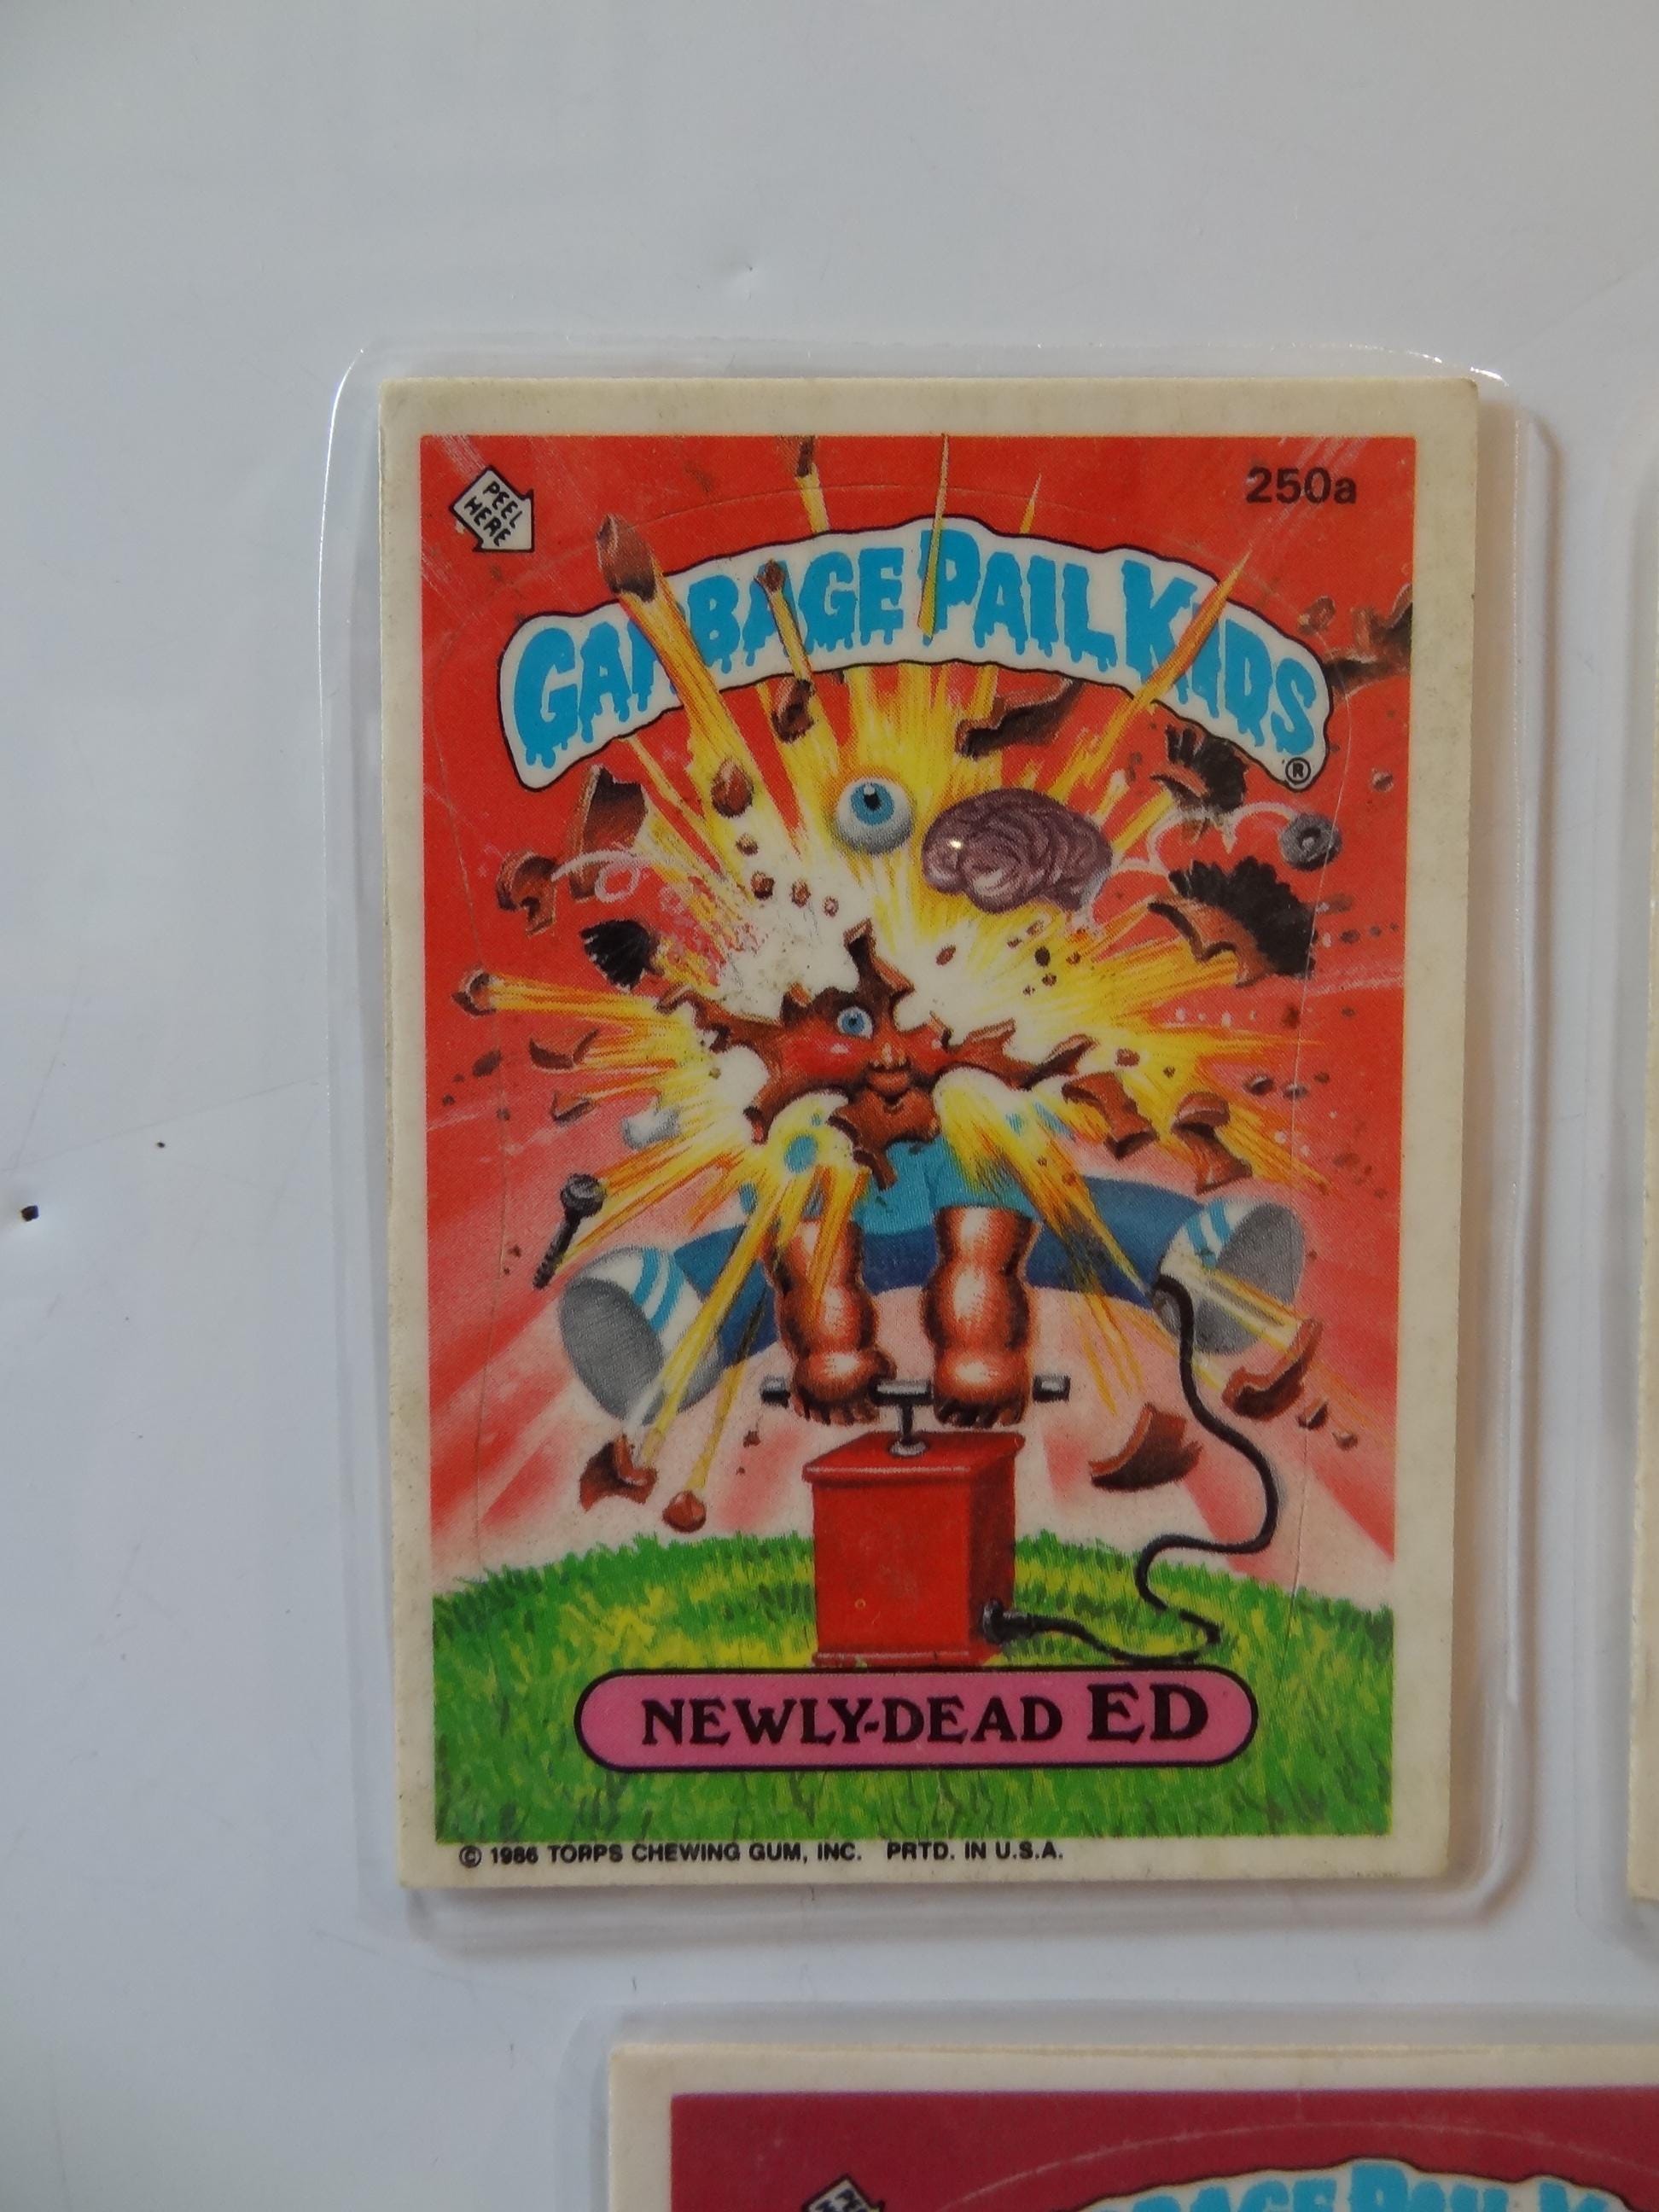 PEEL
HERE
250a
GARBAGE PAIL KIDS
®
NEWLY-DEAD ED
© 1986 TOPPS CHEWING GUM, INC. PRTD. IN U.S.A.